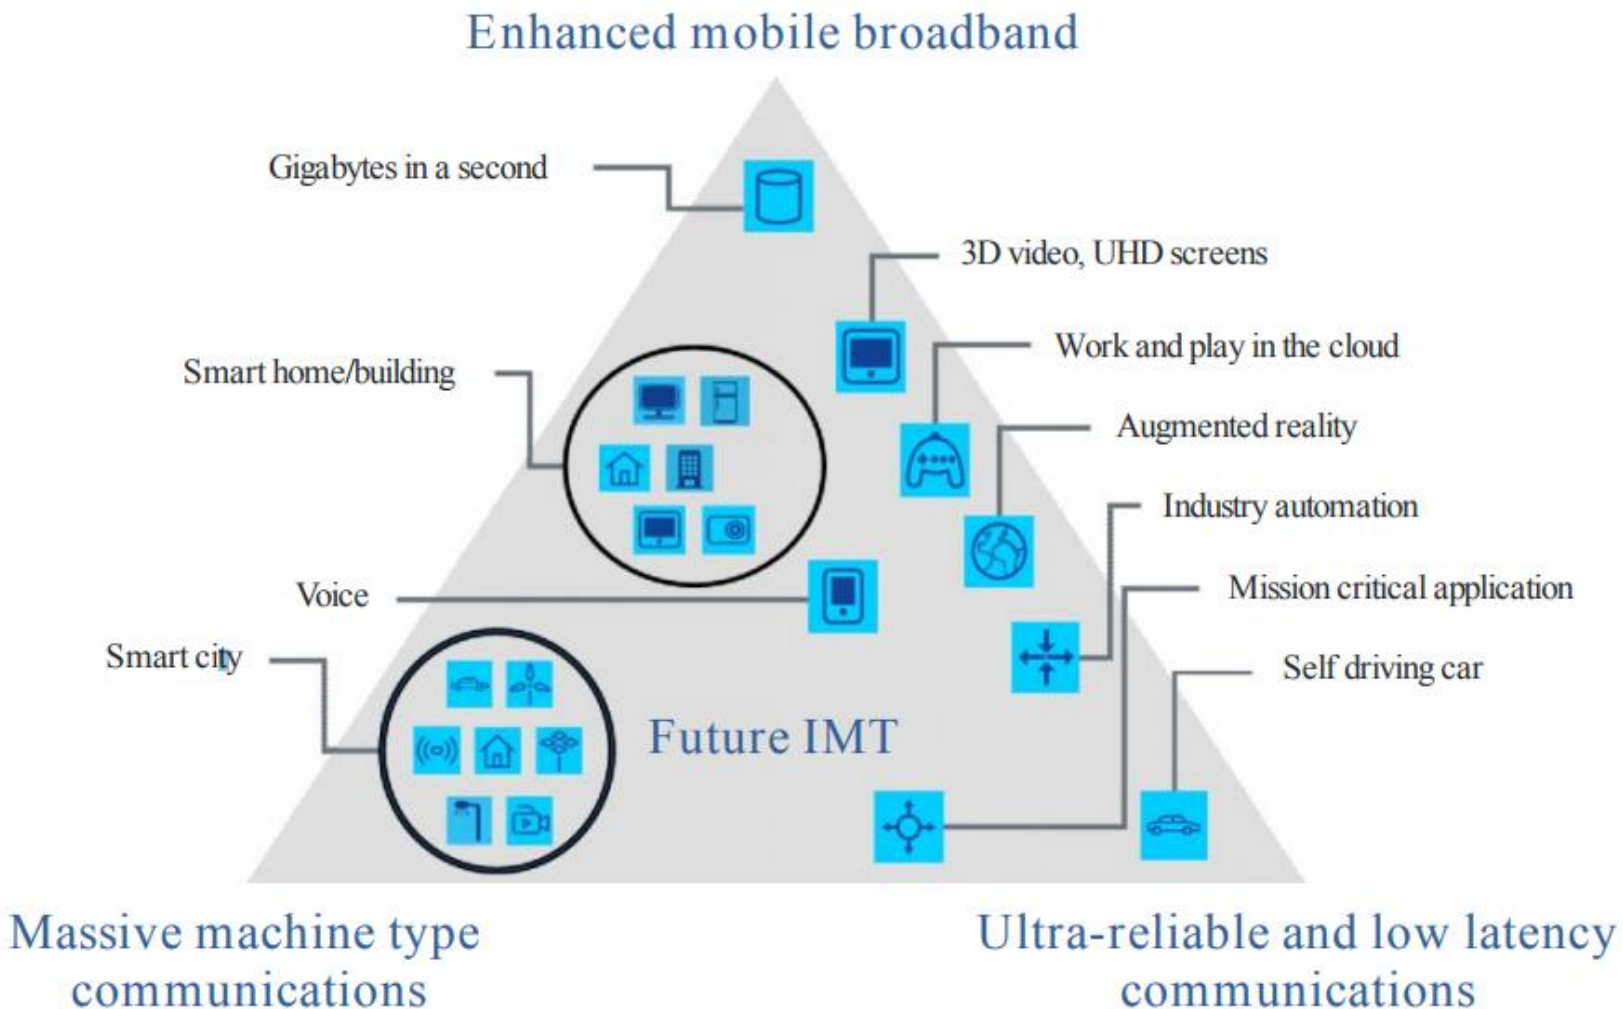 Enhanced mobile broadband
Gigabytes in a second
3D video, UHD screens
Work and play in the cloud
Smart home/building
Augmented reality
Industry automation
Mission critical application
Voice
Smart city
Self driving car
Future IMT
Massive machine type
communications
Ultra-reliable and low latency
communications